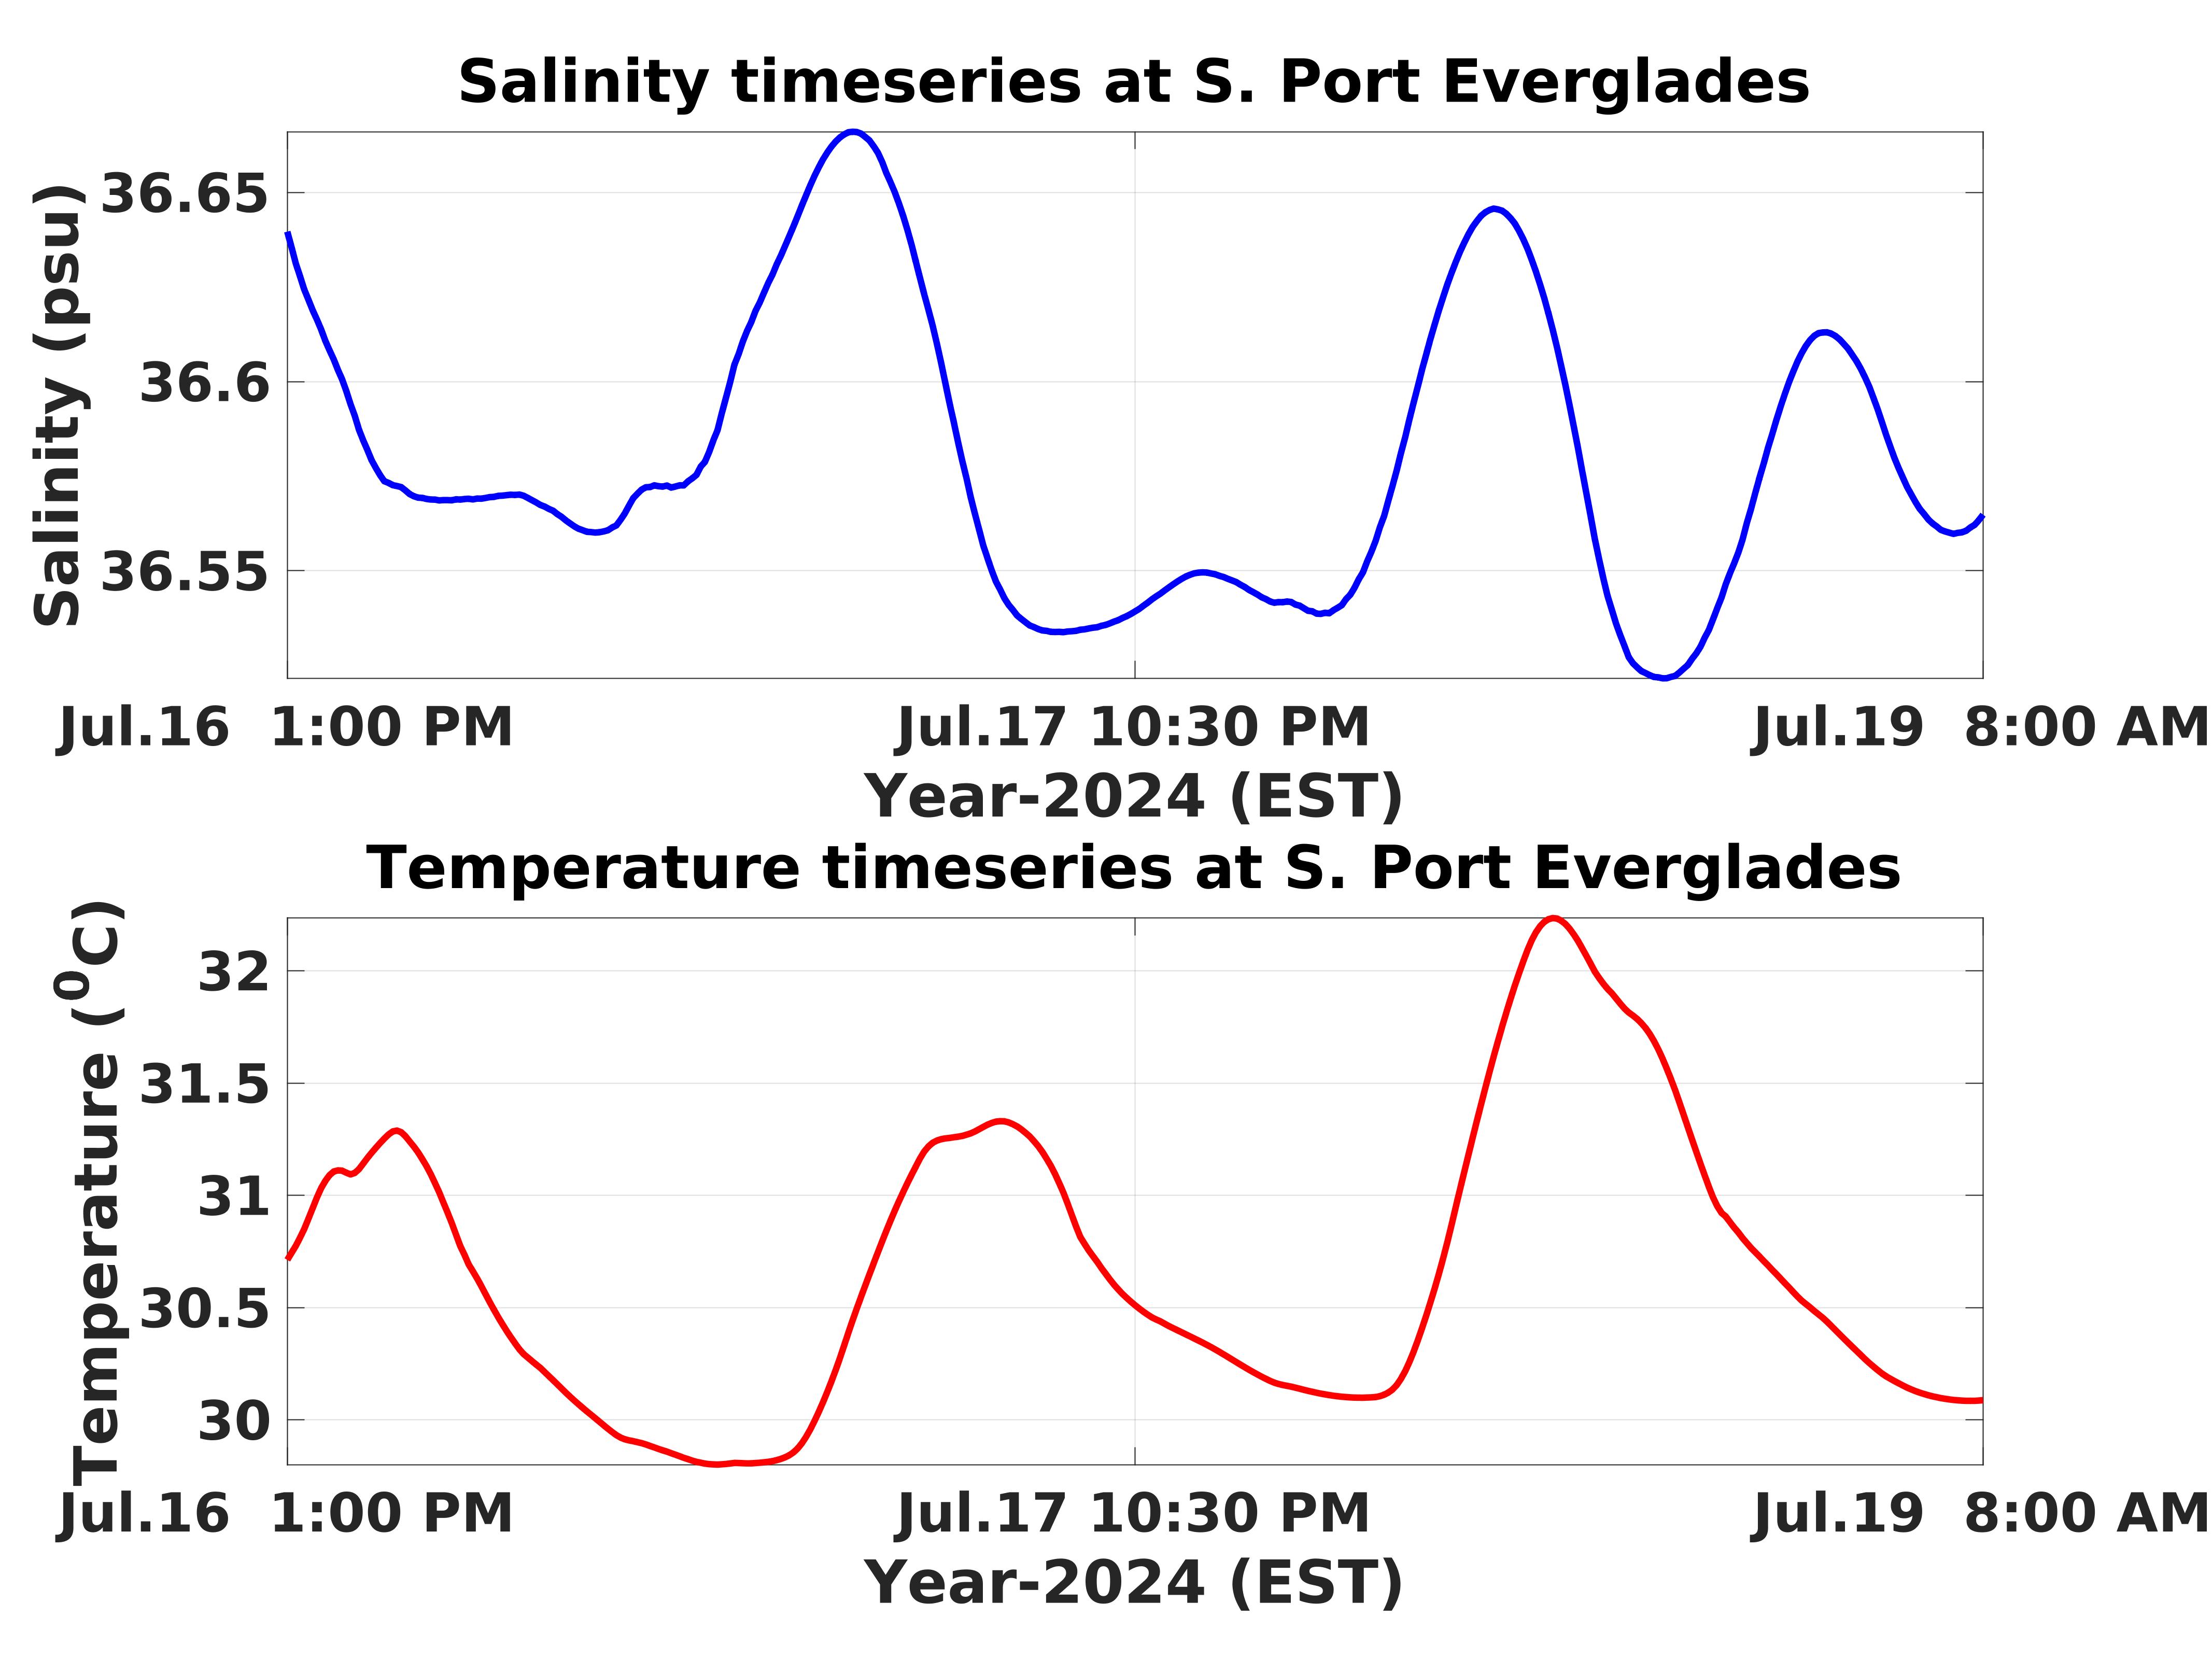 Salinity timeseries at S. Port Everglades
Salinity (psu)
36.65
36.6
36.55
Jul.16  1:00 PM
Jul.17 10:30 PM
Jul.19  8:00 AM
Year-2024 (EST)
Temperature timeseries at S. Port Everglades
Temperature (⁰C)
32
31.5
31
30.5
30
Jul.16  1:00 PM
Jul.17 10:30 PM
Jul.19  8:00 AM
Year-2024 (EST)